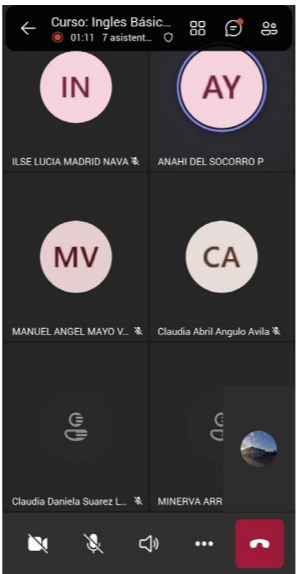 Curso: Ingles Básic...
01:11 7 asistent...
IN
AY
ILSE LUCIA MADRID NAVA
ANAHI DEL SOCORRO P
MV
CA
MANUEL ANGEL MAYO V...
Claudia Abril Angulo Avila
Claudia Daniela Suarez L...
MINERVA ARR